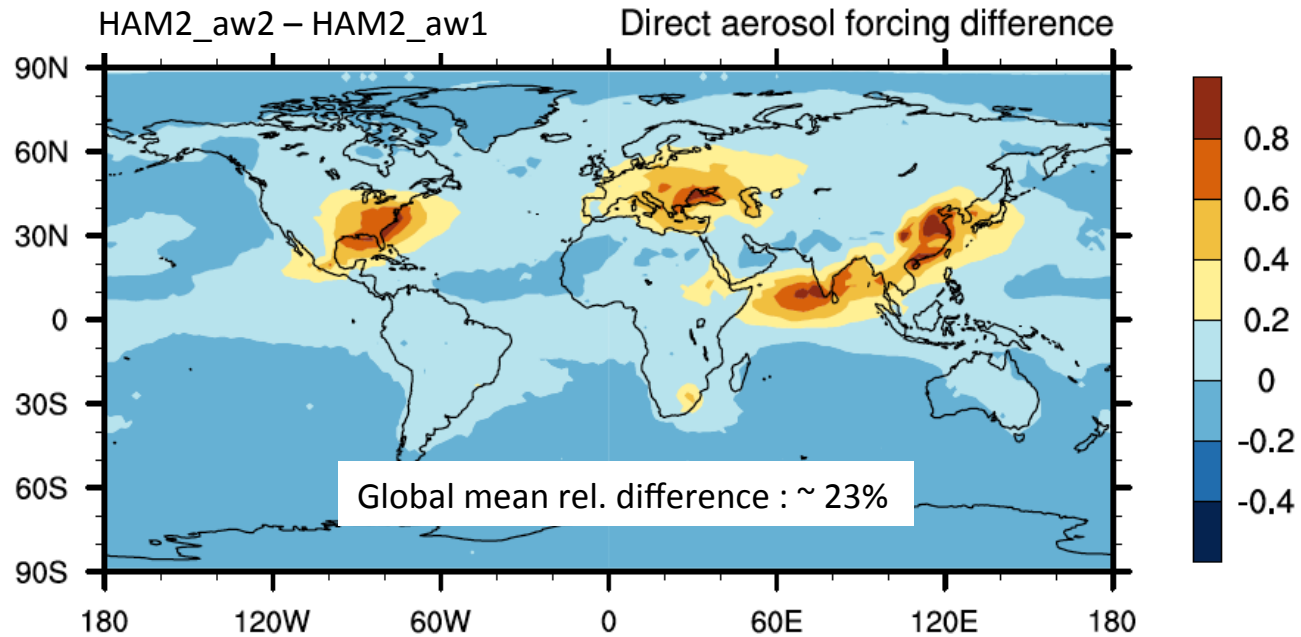 HAM2_aw2 – HAM2_aw1 Direct aerosol forcing difference
90N
60N
30N
0
30S
60S
90S
180 120W 60W 0 60E 120E 180
0.8
0.6
0.4
0.2
0
-0.2
-0.4
Global mean rel. difference : ~ 23%